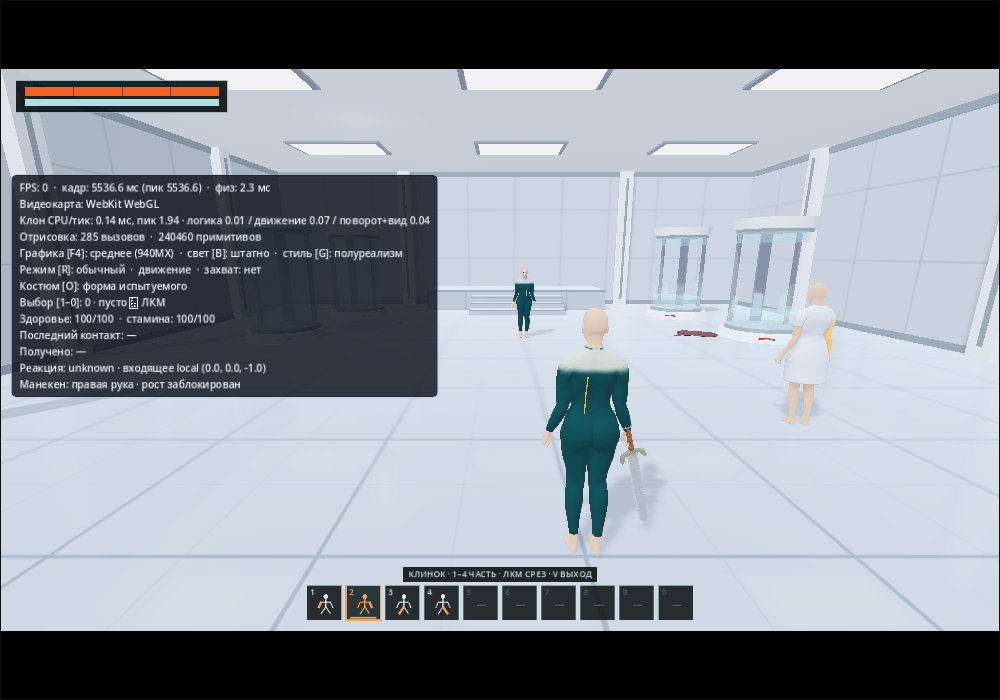 FPS: 0 · кадр: 5536.6 мс (пик 5536.6) · физ: 2.3 мс
Видеокарта: WebKit WebGL
Клон CPU/тик: 0.14 мс, пик 1.94 · логика 0.01 / движение 0.07 / поворот+вид 0.04
Отрисовка: 285 вызовов · 240460 примитивов
Графика [F4]: среднее (940MX) · свет [B]: штатно · стиль [G]: полуреализм
Режим [R]: обычный · движение · захват: нет
Костюм [O]: форма испытуемого
Выбор [1–0]: 0 · пусто ЛКМ
Здоровье: 100/100 · стамина: 100/100
Последний контакт: —
Получено: —
Реакция: unknown · входящее local (0.0, 0.0, -1.0)
Манекен: правая рука · рост заблокирован
КЛИНОК · 1–4 ЧАСТЬ · ЛКМ СРЕЗ · V ВЫХОД
1 2 3 4 5 6 7 8 9 0